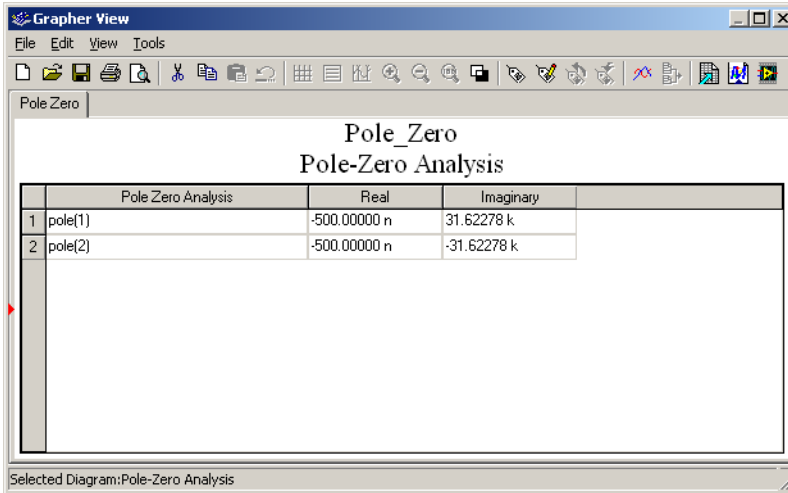 Grapher View
File Edit View Tools
Pole Zero
Pole_Zero
Pole-Zero Analysis
Pole Zero Analysis Real Imaginary
1 pole(1) -500.00000 n 31.62278 k
2 pole(2) -500.00000 n -31.62278 k
Selected Diagram:Pole-Zero Analysis